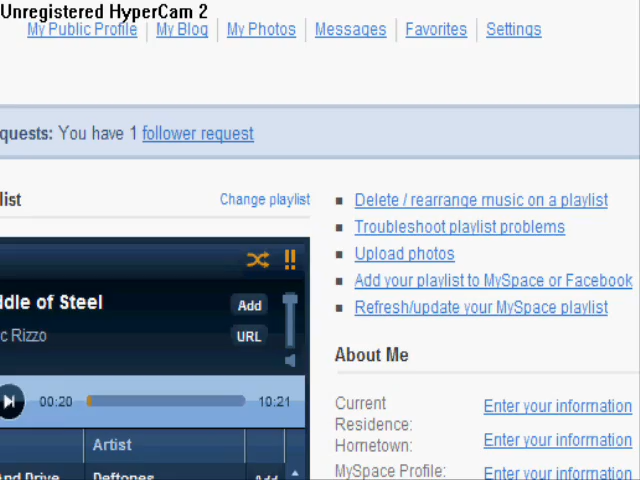 Unregistered HyperCam 2
My Public Profile | My Blog | My Photos | Messages | Favorites | Settings
quests: You have 1 follower request
list
Change playlist
ddle of Steel
Add
c Rizzo
URL
00:20
10:21
Artist
And Drive
Deftones
Add
Delete / rearrange music on a playlist
Troubleshoot playlist problems
Upload photos
Add your playlist to MySpace or Facebook
Refresh/update your MySpace playlist
About Me
Current Residence: Enter your information
Hometown: Enter your information
MySpace Profile: Enter your information